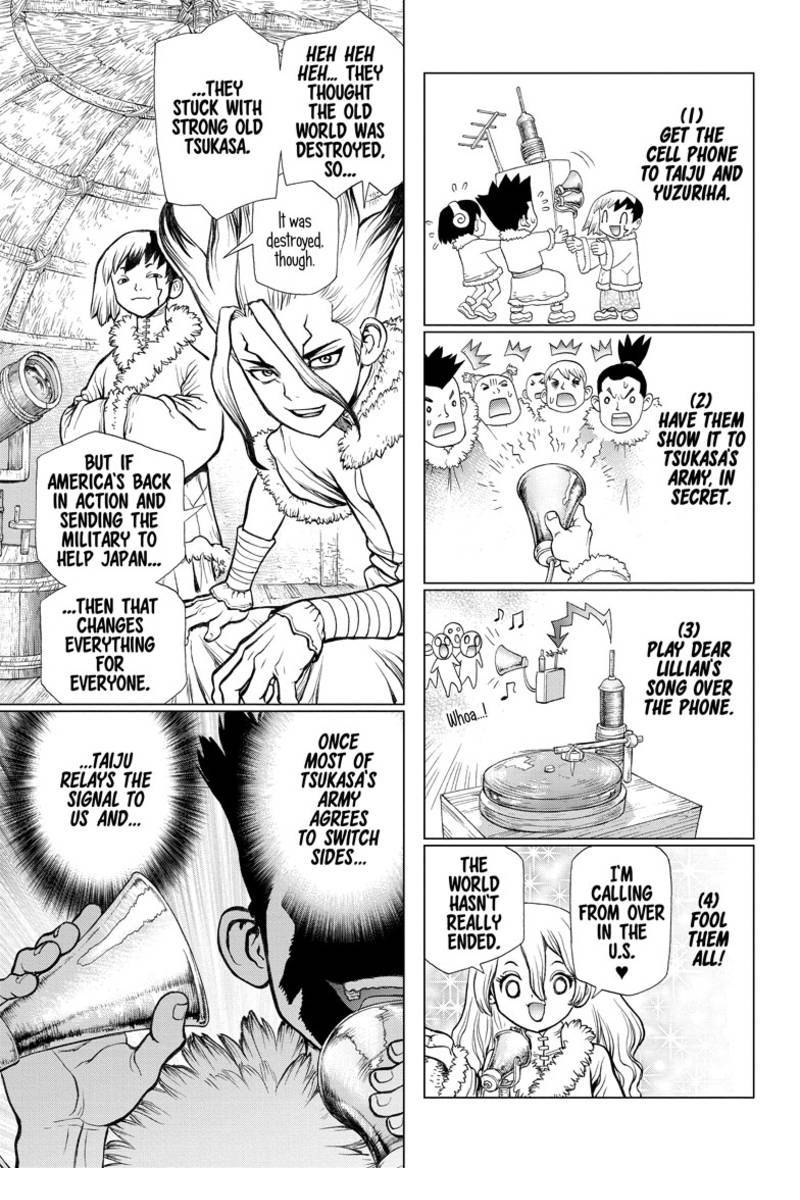 (1)
GET THE
CELL PHONE
TO TAIJU AND
YUZURIHA.
(2)
HAVE THEM
SHOW IT TO
TSUKASA'S
ARMY, IN
SECRET.
(3)
PLAY DEAR
LILLIAN'S
SONG OVER
THE PHONE.
Whoa...!
(4)
FOOL
THEM
ALL!
I'M
CALLING
FROM OVER
IN THE
U.S.
♥
THE
WORLD
HASN'T
REALLY
ENDED.
HEH HEH
HEH... THEY
THOUGHT
THE OLD
WORLD WAS
DESTROYED,
SO...
...THEY
STUCK WITH
STRONG OLD
TSUKASA.
It was
destroyed,
though.
BUT IF
AMERICA'S BACK
IN ACTION AND
SENDING THE
MILITARY TO
HELP JAPAN...
...THEN THAT
CHANGES
EVERYTHING
FOR
EVERYONE.
ONCE
MOST OF
TSUKASA'S
ARMY
AGREES
TO SWITCH
SIDES...
...TAIJU
RELAYS THE
SIGNAL TO
US AND...